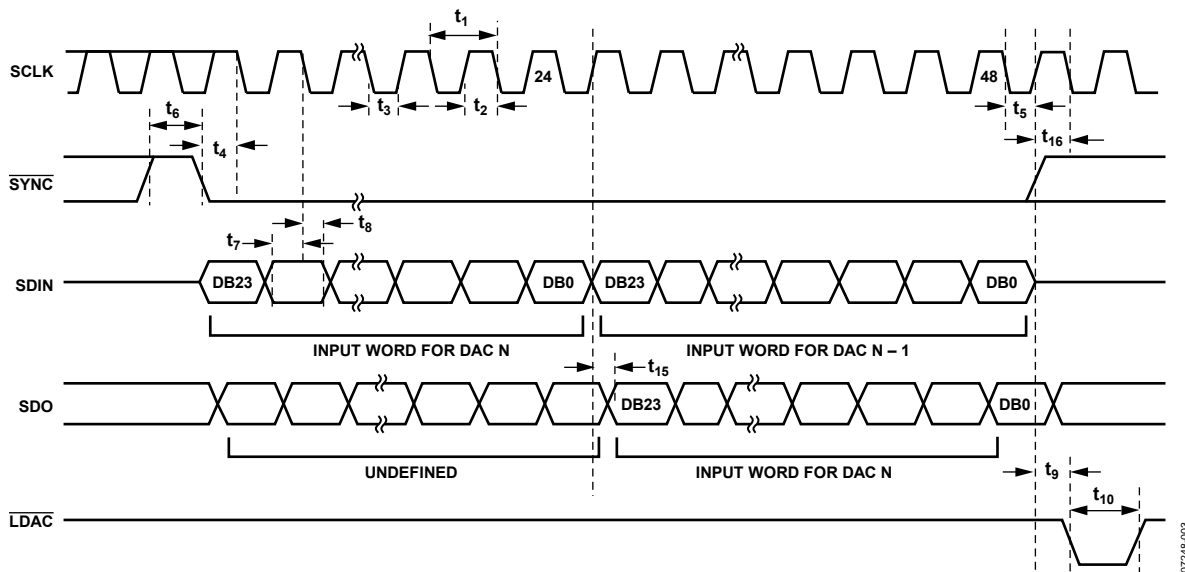 t1
SCLK
24
48
t3
t2
t5
t6
t4
t16
SYNC
t7
t8
SDIN
DB23
DB0
DB23
DB0
INPUT WORD FOR DAC N
INPUT WORD FOR DAC N – 1
t15
SDO
DB23
DB0
UNDEFINED
INPUT WORD FOR DAC N
t9
t10
LDAC
07248-003